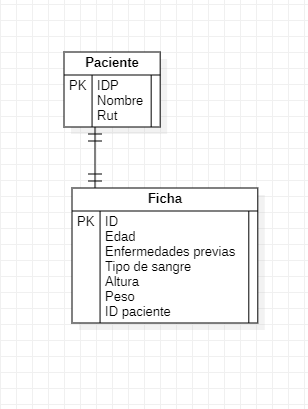 Paciente
PK IDP
Nombre
Rut
Ficha
PK ID
Edad
Enfermedades previas
Tipo de sangre
Altura
Peso
ID paciente